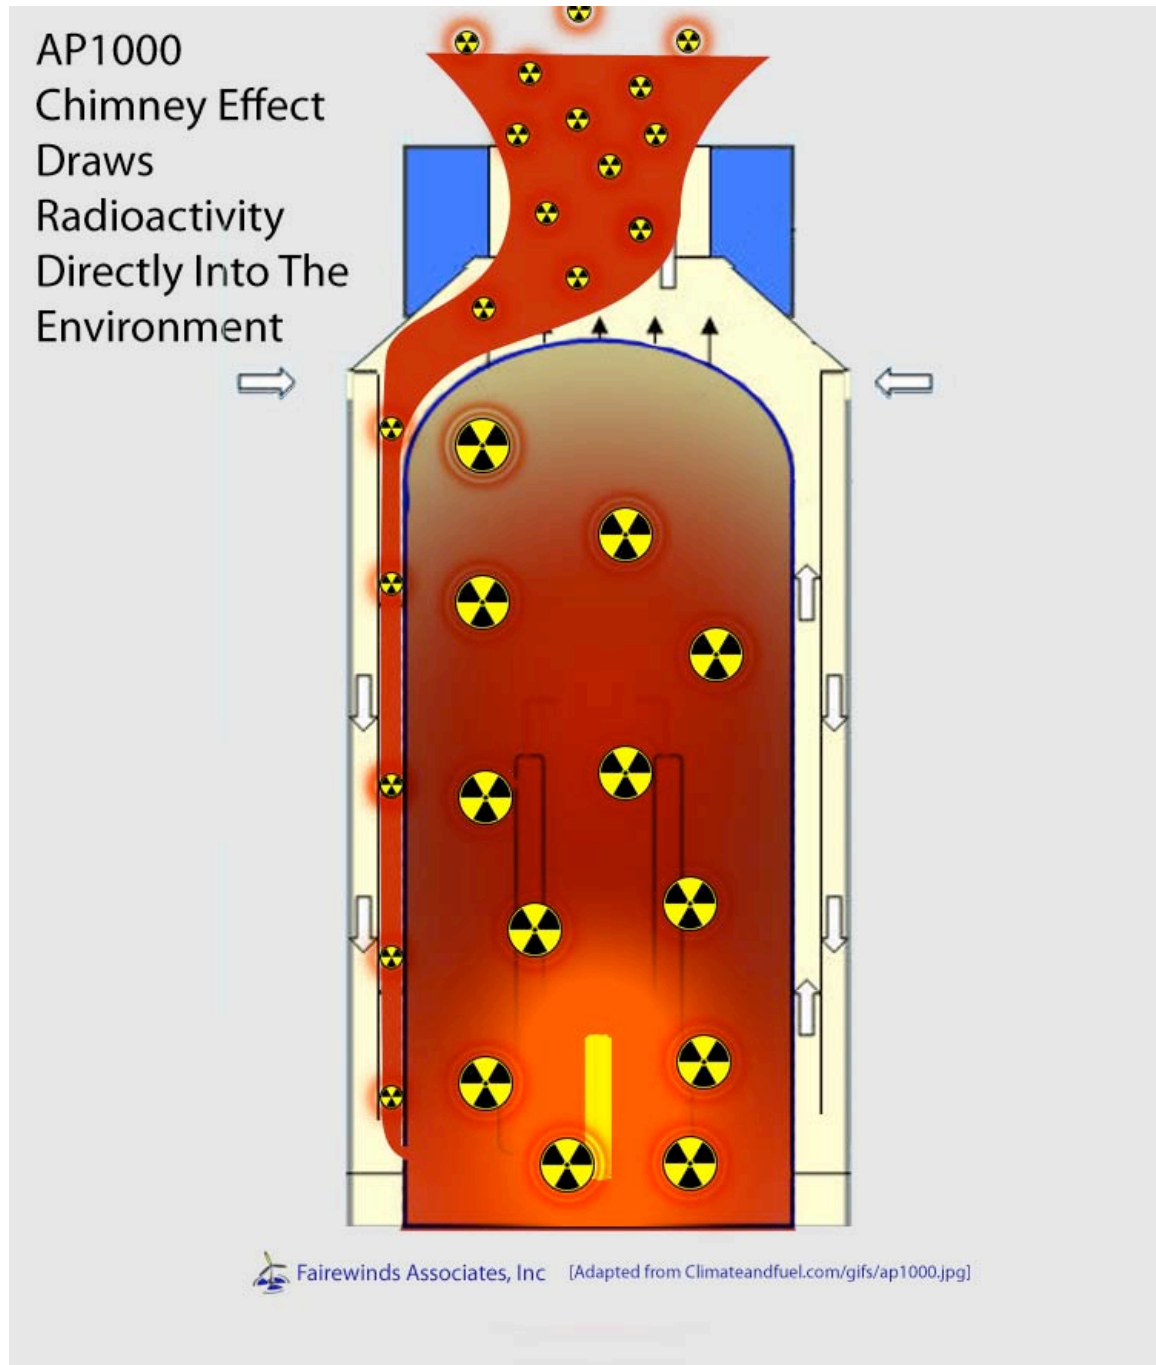 AP1000
Chimney Effect
Draws
Radioactivity
Directly Into The
Environment
Fairewinds Associates, Inc [Adapted from Climateandfuel.com/gifs/ap1000.jpg]